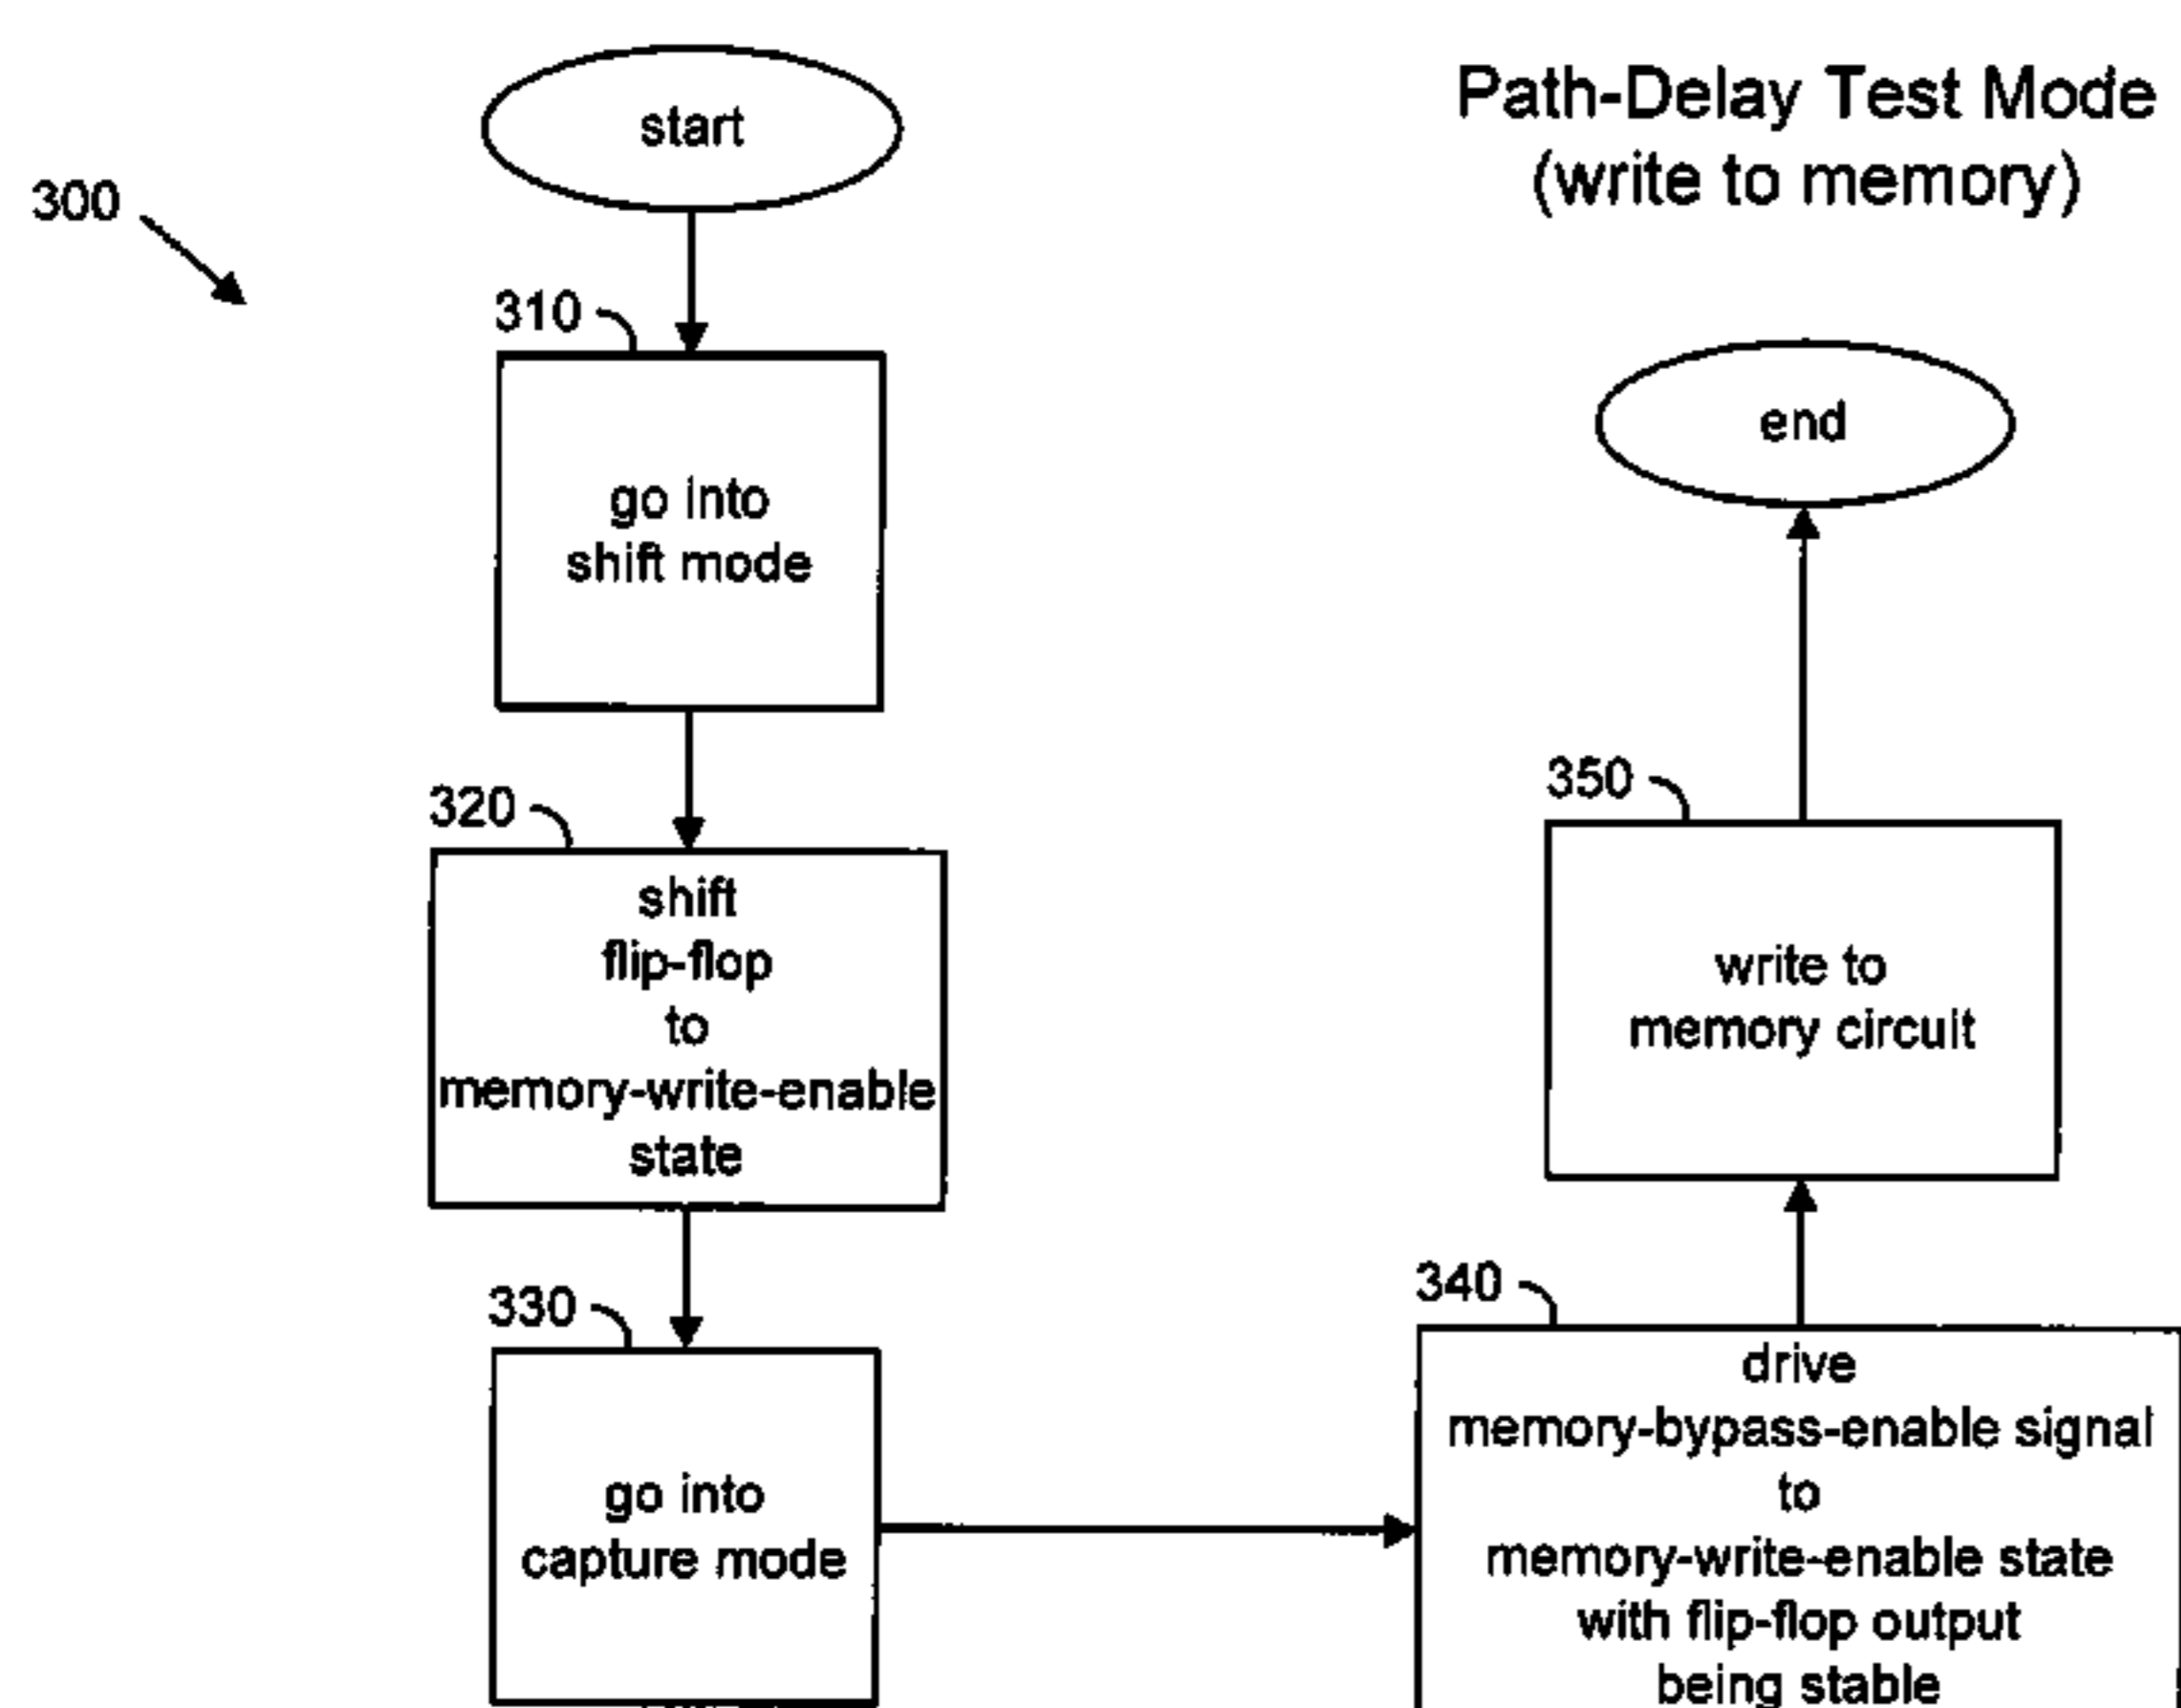 Path-Delay Test Mode
(write to memory)
300
start
310
go into
shift mode
320
shift
flip-flop
to
memory-write-enable
state
330
go into
capture mode
340
drive
memory-bypass-enable signal
to
memory-write-enable state
with flip-flop output
being stable
350
write to
memory circuit
end